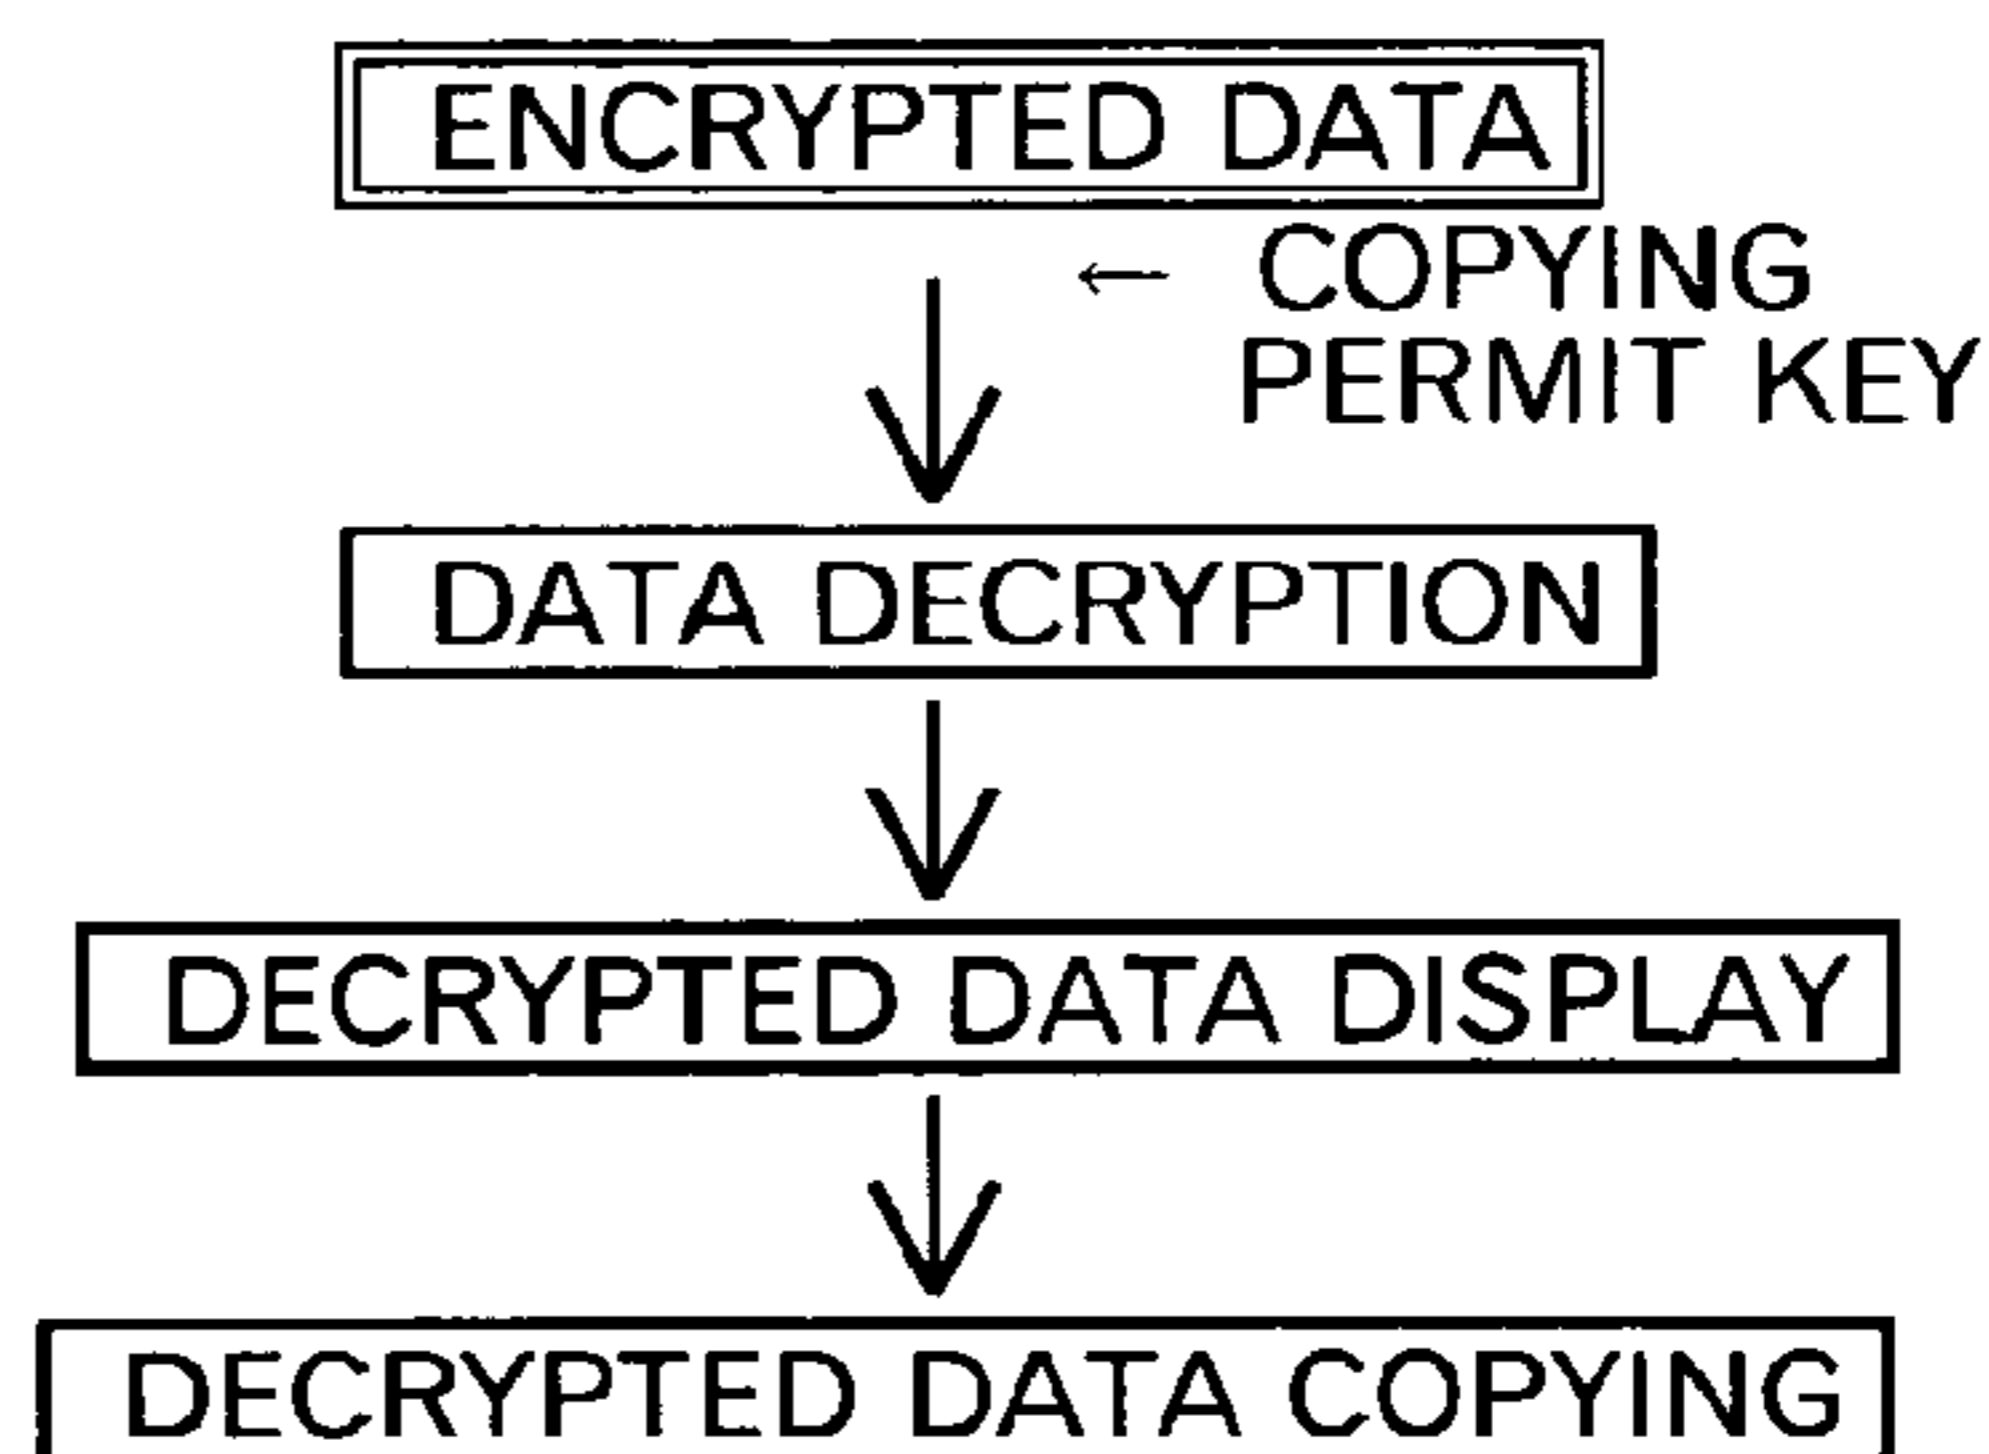 ENCRYPTED DATA
← COPYING
PERMIT KEY
DATA DECRYPTION
DECRYPTED DATA DISPLAY
DECRYPTED DATA COPYING